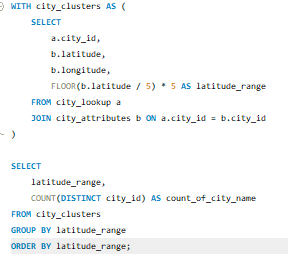 WITH city_clusters AS (
SELECT
a.city_id,
b.latitude,
b.longitude,
FLOOR(b.latitude / 5) * 5 AS latitude_range
FROM city_lookup a
JOIN city_attributes b ON a.city_id = b.city_id
)
SELECT
latitude_range,
COUNT(DISTINCT city_id) AS count_of_city_name
FROM city_clusters
GROUP BY latitude_range
ORDER BY latitude_range;